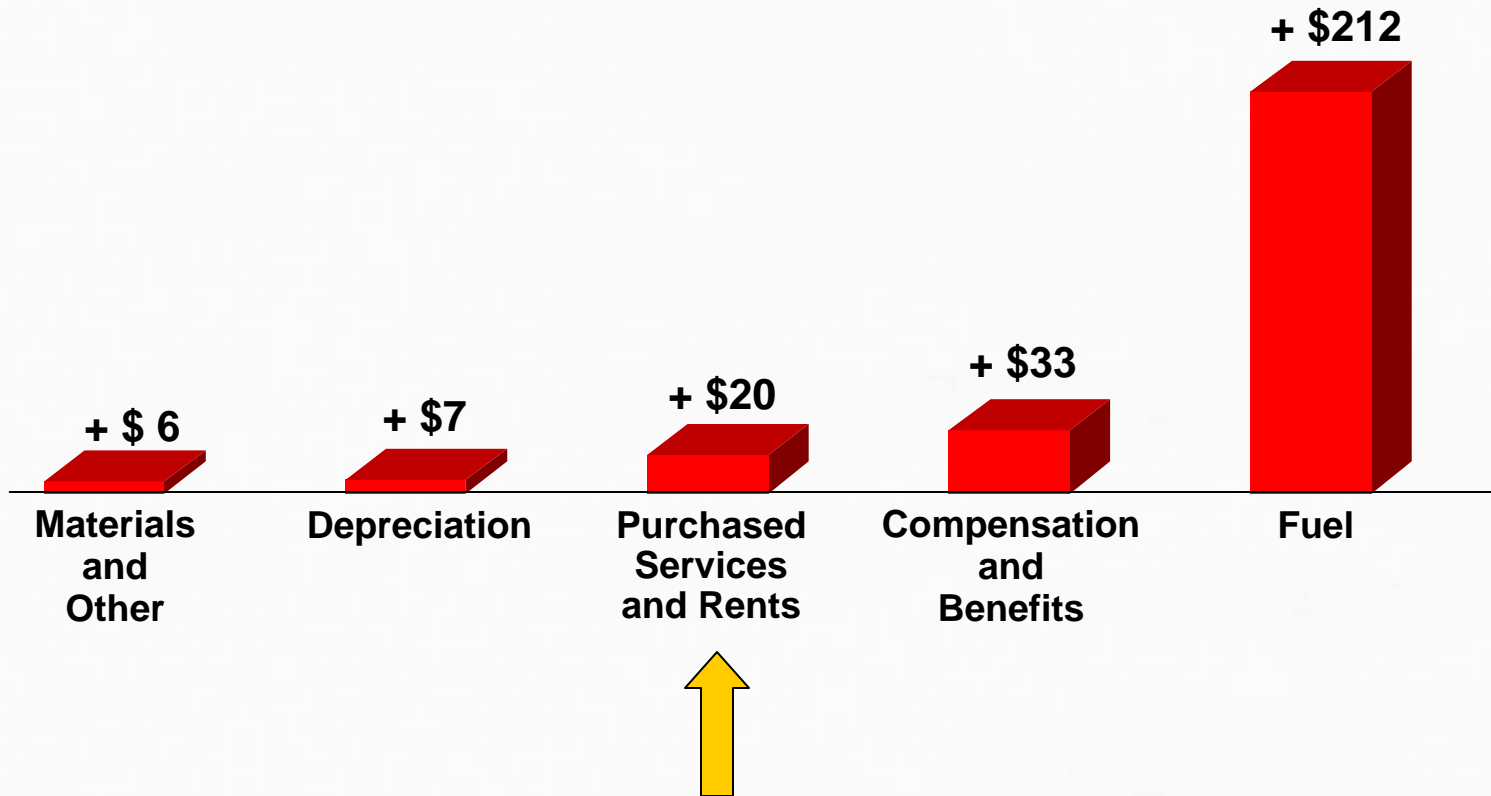 + $212
+ $33
+ $20
+ $7
+ $ 6
Materials
and
Other
Depreciation
Purchased
Services
and Rents
Compensation
and
Benefits
Fuel